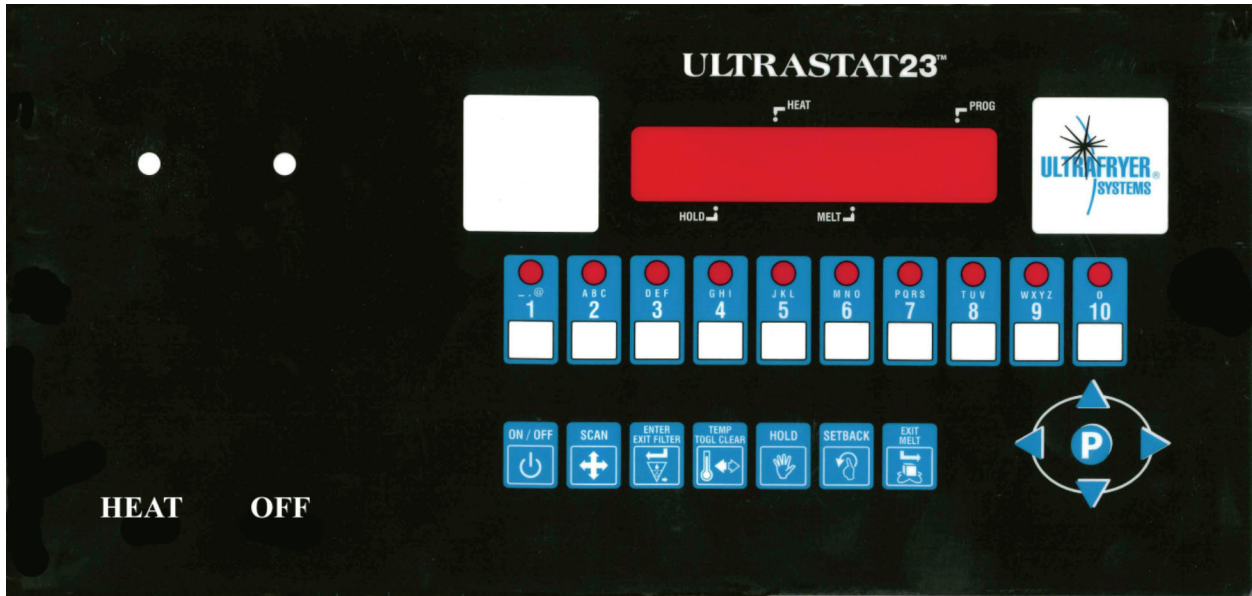 ULTRASTAT23™
HEAT
PROG
ULTRAFRYER®
SYSTEMS
HOLD
MELT
_ . @
1
A B C
2
D E F
3
G H I
4
J K L
5
M N O
6
P Q R S
7
T U V
8
W X Y Z
9
0
10
ON / OFF
SCAN
ENTER
EXIT FILTER
TEMP
TOGL CLEAR
HOLD
SETBACK
EXIT
MELT
P
HEAT
OFF